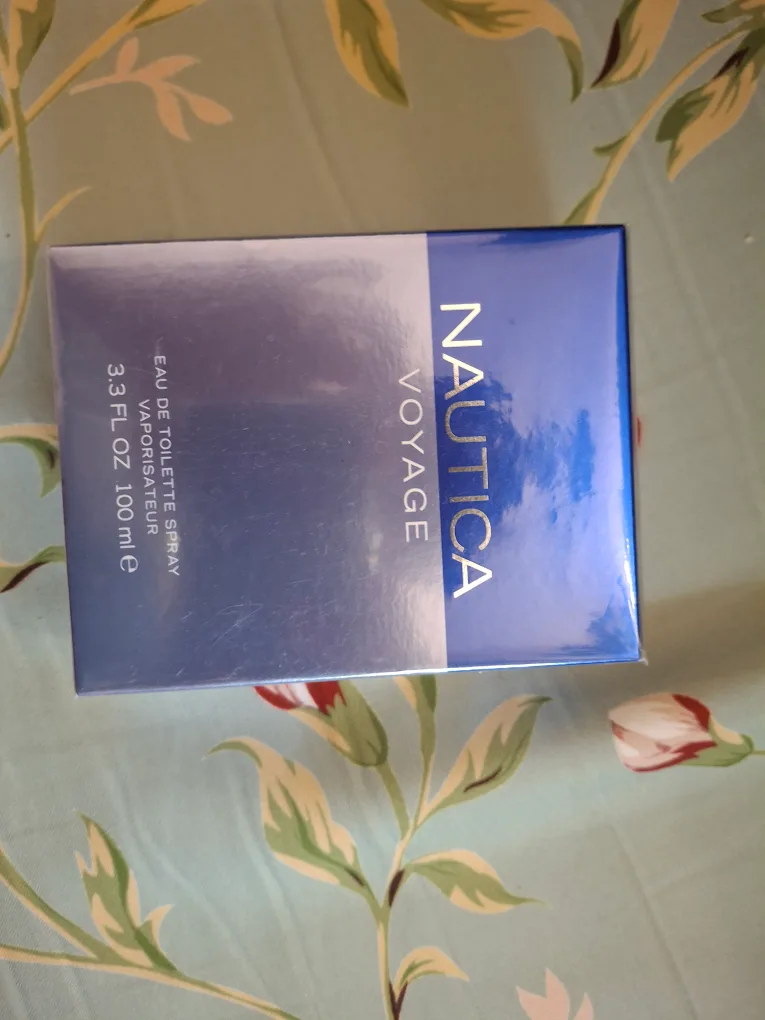 NAUTICA
VOYAGE
EAU DE TOILETTE SPRAY
VAPORISATEUR
3.3 FL OZ 100 ml ℮